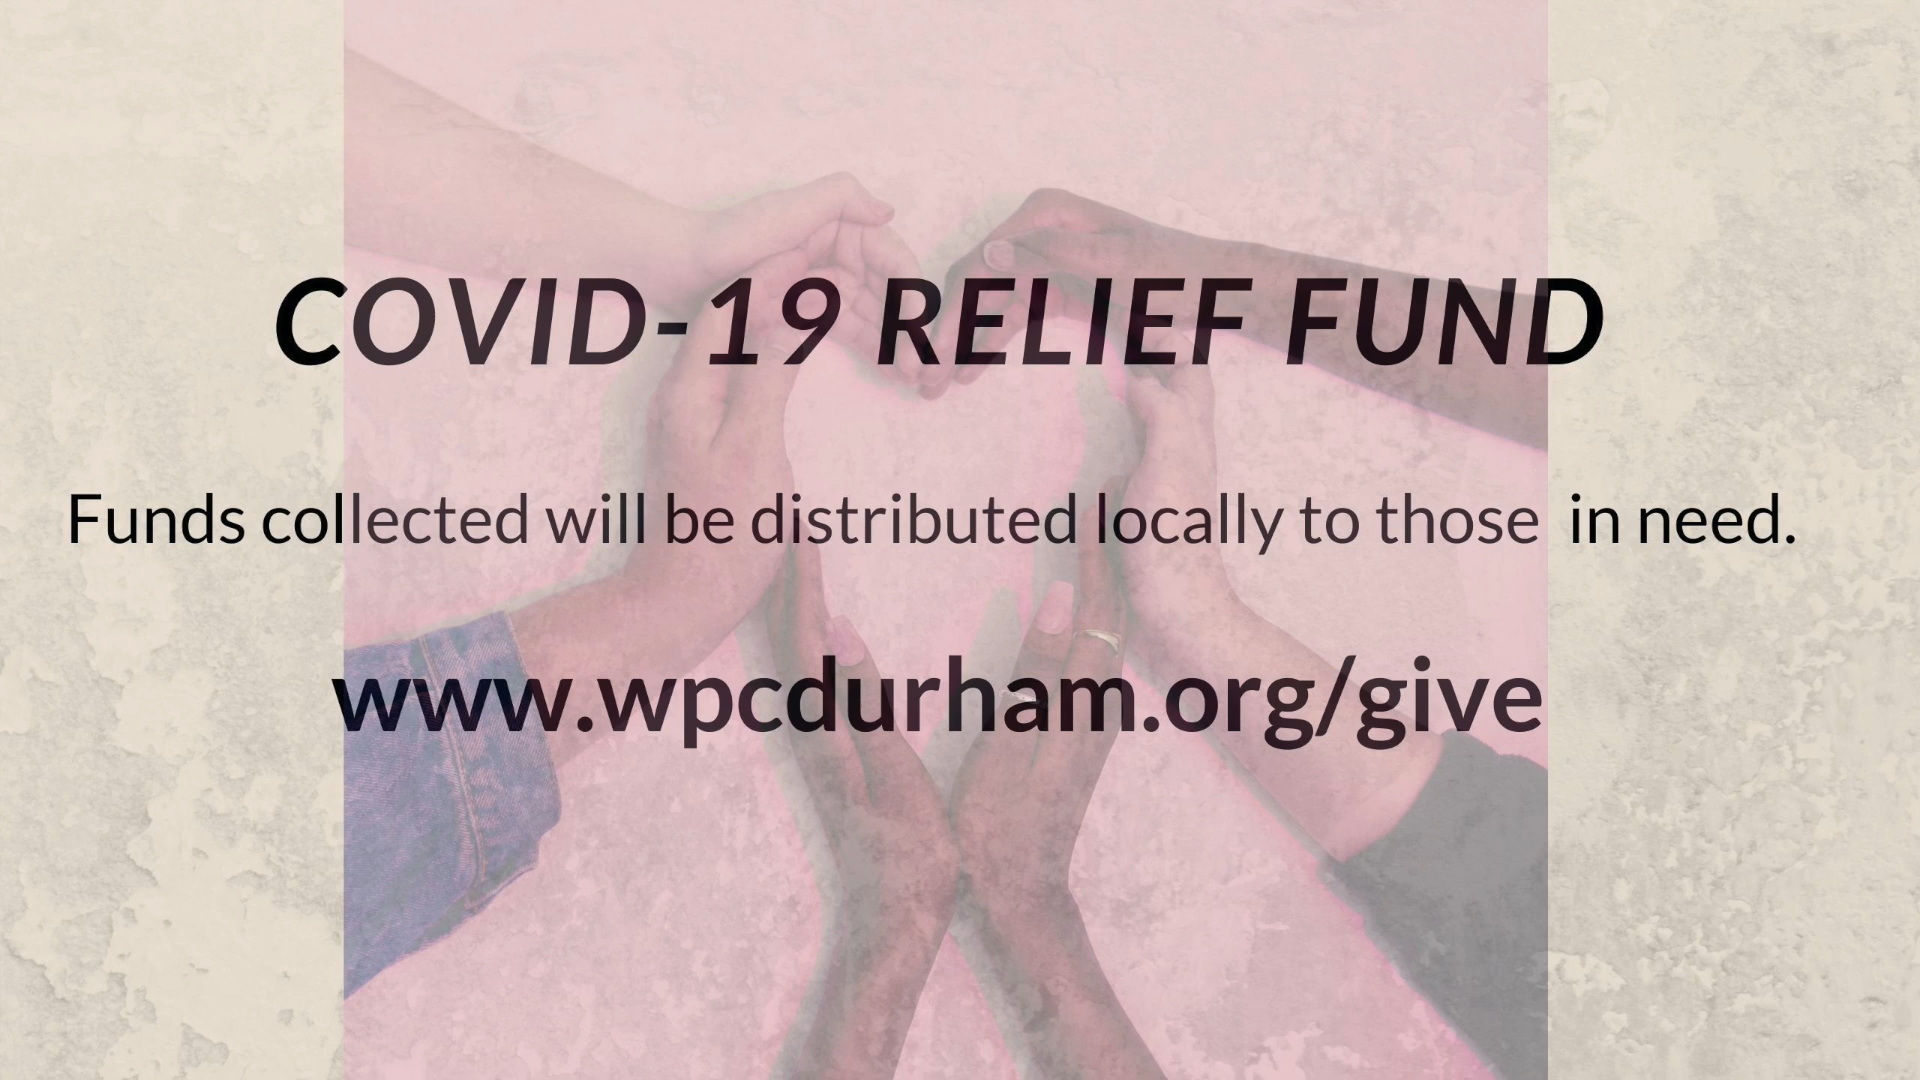 COVID-19 RELIEF FUND
Funds collected will be distributed locally to those in need.
www.wpcdurham.org/give